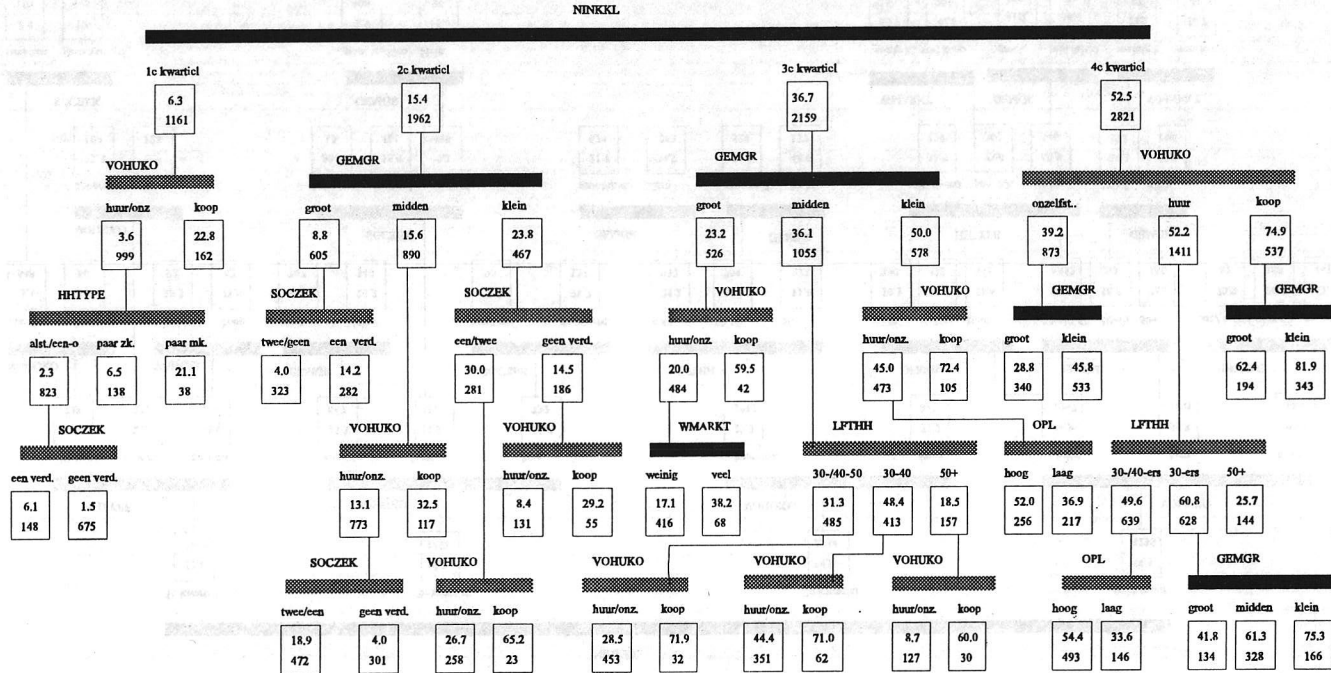 NINKKL
1e kwartiel 2e kwartiel 3e kwartiel 4e kwartiel
6.3 15.4 36.7 52.5
1161 1962 2159 2821
VOHUKO GEMGR GEMGR VOHUKO
huur/onz koop groot midden klein groot midden klein onzelfst.. huur koop
3.6 22.8 8.8 15.6 23.8 23.2 36.1 50.0 39.2 52.2 74.9
999 162 605 890 467 526 1055 578 873 1411 537
HHTYPE SOCZEK SOCZEK VOHUKO VOHUKO GEMGR GEMGR
alst./een-o paar zk. paar mk. twee/geen een verd. een/twee geen verd. huur/onz. koop huur/onz. koop groot klein groot klein
2.3 6.5 21.1 4.0 14.2 30.0 14.5 20.0 59.5 45.0 72.4 28.8 45.8 62.4 81.9
823 138 38 323 282 281 186 484 42 473 105 340 533 194 343
SOCZEK VOHUKO VOHUKO WMARKT LFTHH OPL LFTHH
een verd. geen verd. huur/onz. koop huur/onz. koop weinig veel 30-/40-50 30-40 50+ hoog laag 30-/40-ers 30-ers 50+
6.1 1.5 13.1 32.5 8.4 29.2 17.1 38.2 31.3 48.4 18.5 52.0 36.9 49.6 60.8 25.7
148 675 773 117 131 55 416 68 485 413 157 256 217 639 628 144
SOCZEK VOHUKO VOHUKO VOHUKO VOHUKO OPL GEMGR
twee/een geen verd. huur/onz. koop huur/onz. koop huur/onz. koop huur/onz. koop hoog laag groot midden klein
18.9 4.0 26.7 65.2 28.5 71.9 44.4 71.0 8.7 60.0 54.4 33.6 41.8 61.3 75.3
472 301 258 23 453 32 351 62 127 30 493 146 134 328 166